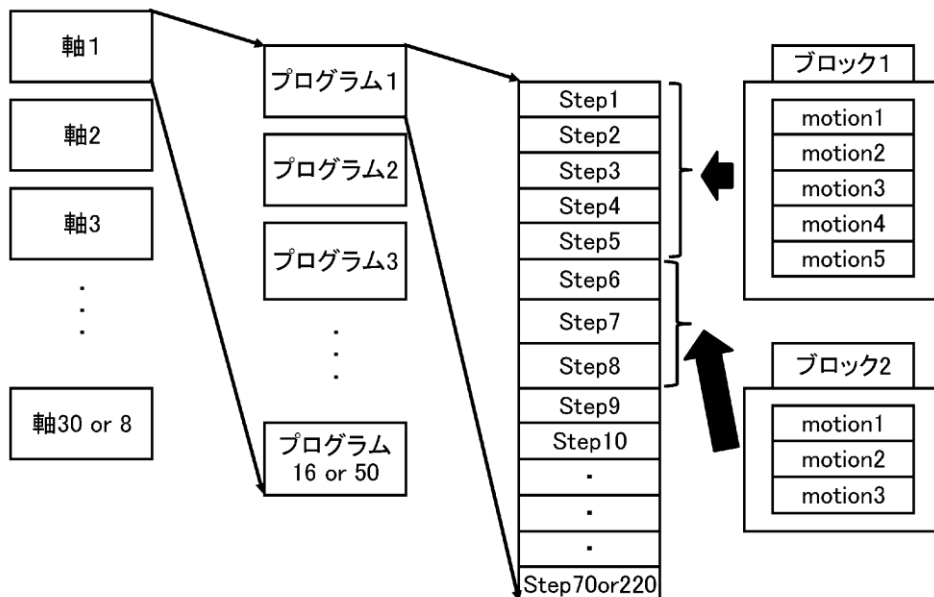 軸1
軸2
軸3
・
・
・
軸30 or 8
プログラム1
プログラム2
プログラム3
・
・
・
プログラム
16 or 50
Step1
Step2
Step3
Step4
Step5
Step6
Step7
Step8
Step9
Step10
・
・
・
Step70or220
ブロック1
motion1
motion2
motion3
motion4
motion5
ブロック2
motion1
motion2
motion3